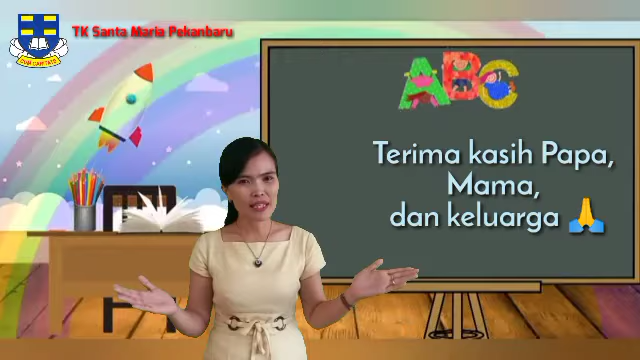 TK Santa Maria Pekanbaru
ABC
Terima kasih Papa,
Mama,
dan keluarga 🙏